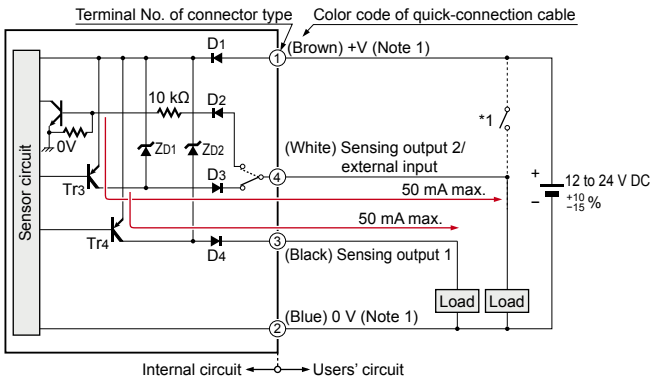 Terminal No. of connector type
Color code of quick-connection cable
D1
1
(Brown) +V (Note 1)
10 kΩ
D2
*1
0V
ZD1
ZD2
(White) Sensing output 2/
external input
Sensor circuit
Tr3
D3
4
50 mA max.
+
−
12 to 24 V DC
+10
−15 %
50 mA max.
Tr4
D4
3
(Black) Sensing output 1
Load
Load
2
(Blue) 0 V (Note 1)
Internal circuit
Users' circuit